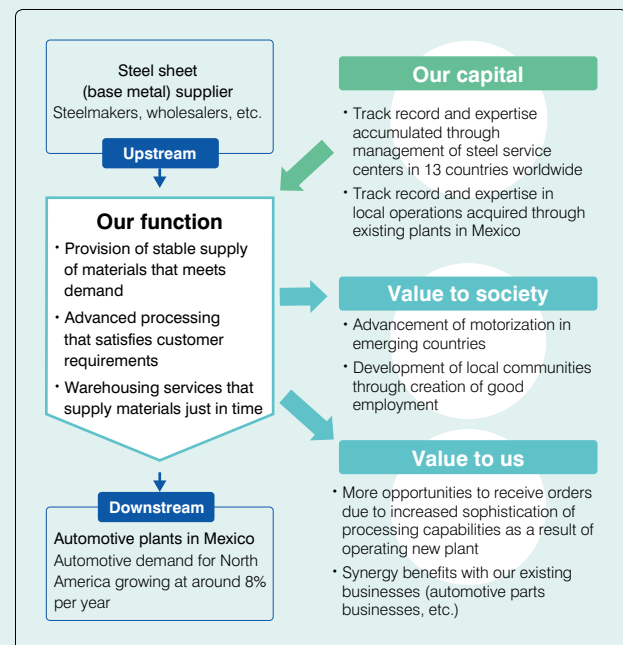 Steel sheet
(base metal) supplier
Steelmakers, wholesalers, etc.
Upstream
Our function
・Provision of stable supply
of materials that meets
demand
・Advanced processing
that satisfies customer
requirements
・Warehousing services that
supply materials just in time
Downstream
Automotive plants in Mexico
Automotive demand for North
America growing at around 8%
per year
Our capital
・Track record and expertise
accumulated through
management of steel service
centers in 13 countries worldwide
・Track record and expertise in
local operations acquired through
existing plants in Mexico
Value to society
・Advancement of motorization in
emerging countries
・Development of local communities
through creation of good
employment
Value to us
・More opportunities to receive orders
due to increased sophistication of
processing capabilities as a result of
operating new plant
・Synergy benefits with our existing
businesses (automotive parts
businesses, etc.)